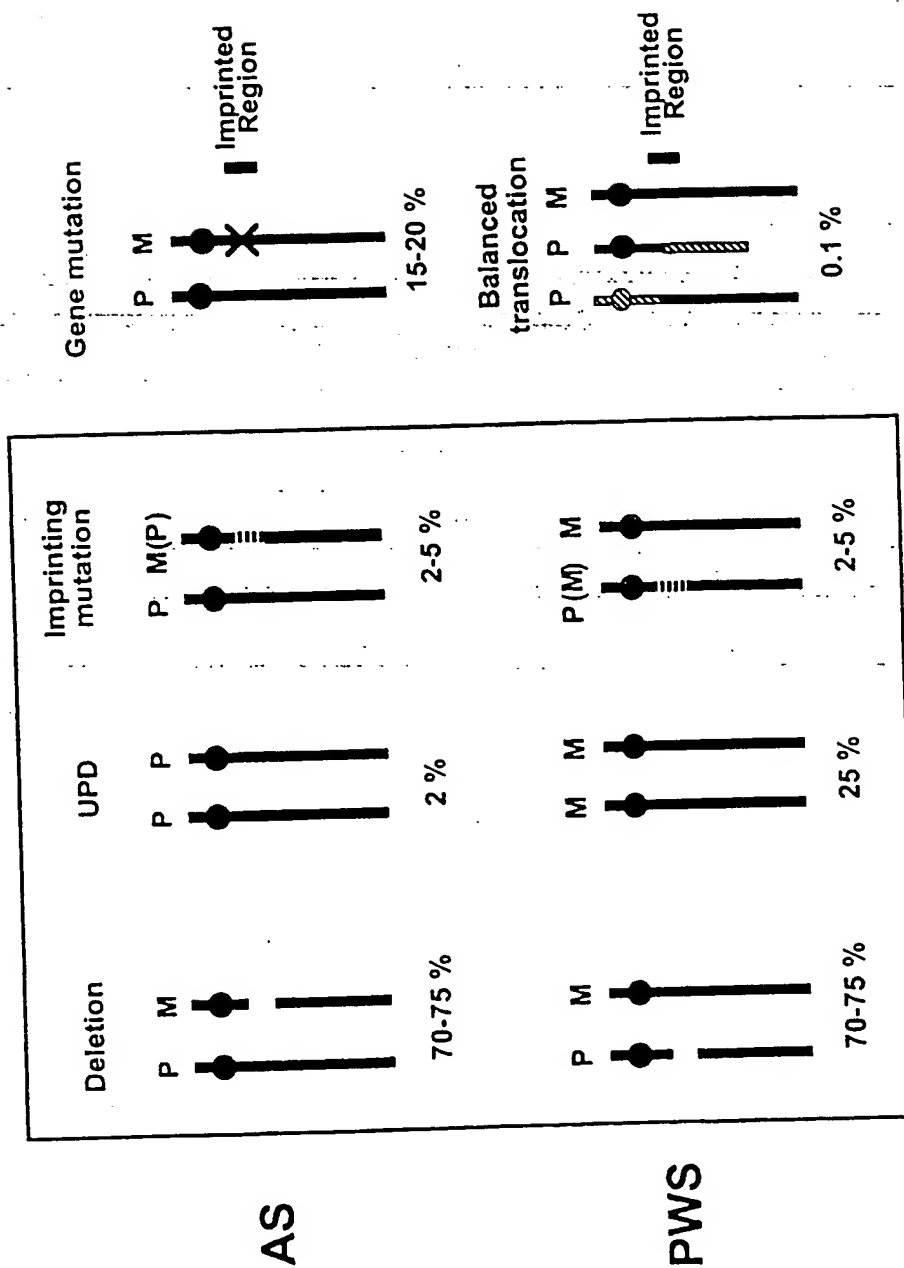 AS
Deletion
P M
70-75 %
UPD
P P
2 %
Imprinting
mutation
P. M(P)
2-5 %
Gene mutation
P M
15-20 %
Imprinted
Region
PWS
P M
70-75 %
M M
25 %
P(M) M
2-5 %
Balanced
translocation
P P M
0.1 %
Imprinted
Region